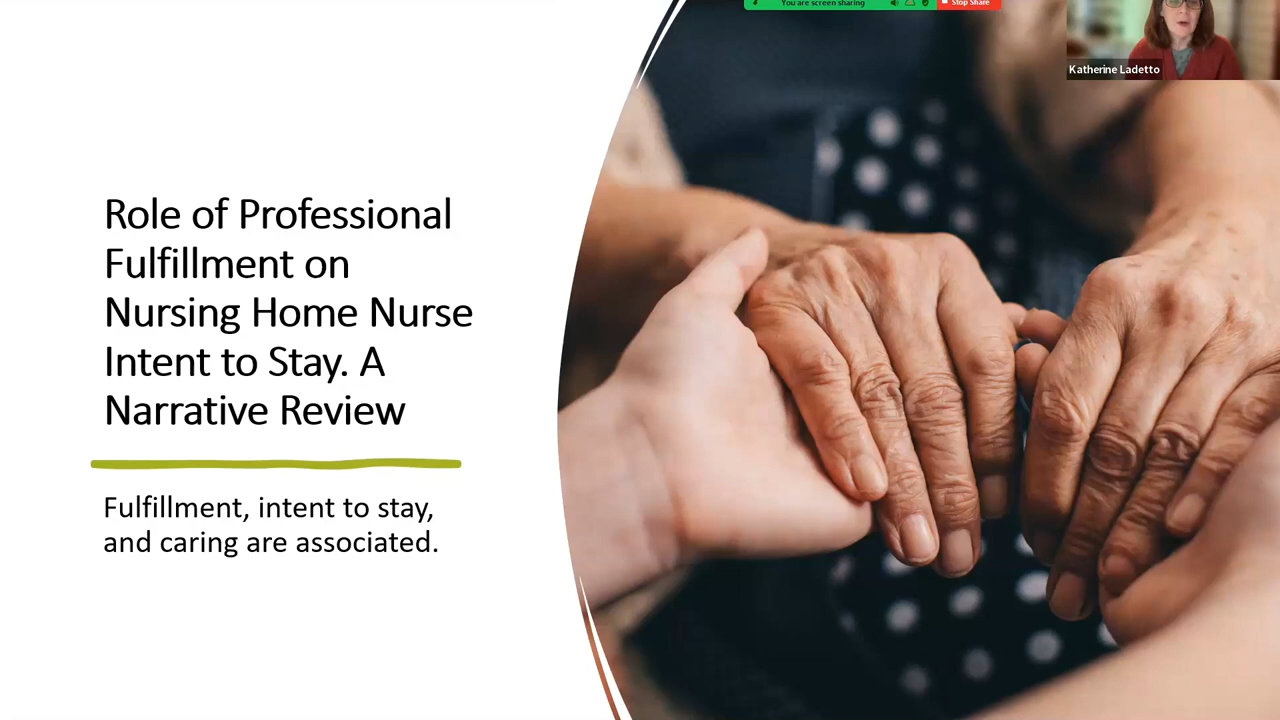 You are screen sharing
Stop Share
Katherine Ladetto
Role of Professional
Fulfillment on
Nursing Home Nurse
Intent to Stay. A
Narrative Review
Fulfillment, intent to stay,
and caring are associated.